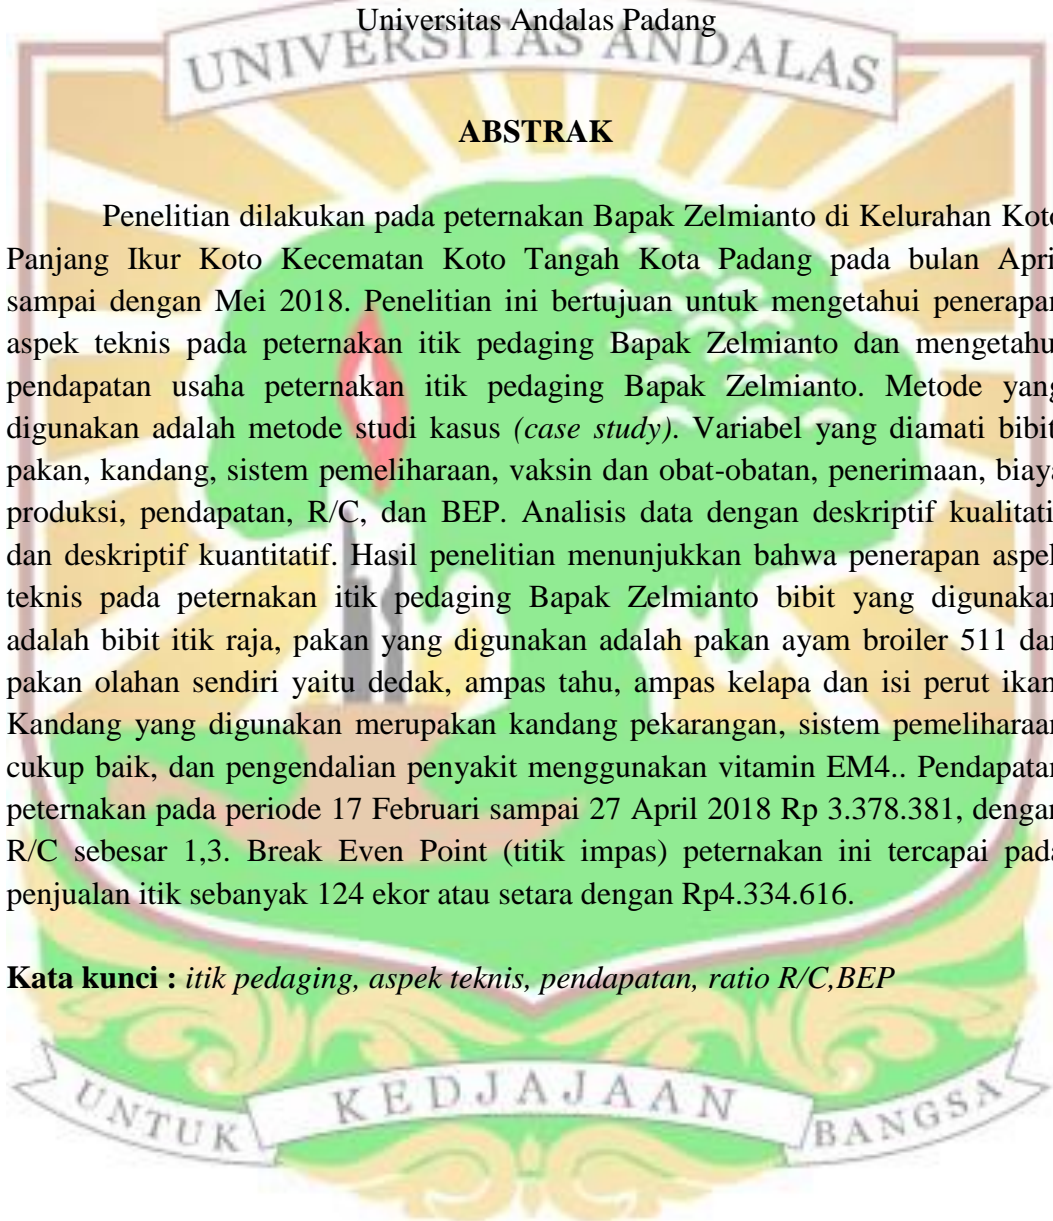 Universitas Andalas Padang
UNIVERSITAS ANDALAS
ABSTRAK
Penelitian dilakukan pada peternakan Bapak Zelmianto di Kelurahan Koto
Panjang Ikur Koto Kecematan Koto Tangah Kota Padang pada bulan Apri
sampai dengan Mei 2018. Penelitian ini bertujuan untuk mengetahui penerapan
aspek teknis pada peternakan itik pedaging Bapak Zelmianto dan mengetahu
pendapatan usaha peternakan itik pedaging Bapak Zelmianto. Metode yang
digunakan adalah metode studi kasus (case study). Variabel yang diamati bibit
pakan, kandang, sistem pemeliharaan, vaksin dan obat-obatan, penerimaan, biaya
produksi, pendapatan, R/C, dan BEP. Analisis data dengan deskriptif kualitati
dan deskriptif kuantitatif. Hasil penelitian menunjukkan bahwa penerapan aspek
teknis pada peternakan itik pedaging Bapak Zelmianto bibit yang digunakan
adalah bibit itik raja, pakan yang digunakan adalah pakan ayam broiler 511 dan
pakan olahan sendiri yaitu dedak, ampas tahu, ampas kelapa dan isi perut ikan
Kandang yang digunakan merupakan kandang pekarangan, sistem pemeliharaan
cukup baik, dan pengendalian penyakit menggunakan vitamin EM4.. Pendapatan
peternakan pada periode 17 Februari sampai 27 April 2018 Rp 3.378.381, dengan
R/C sebesar 1,3. Break Even Point (titik impas) peternakan ini tercapai pada
penjualan itik sebanyak 124 ekor atau setara dengan Rp4.334.616.
Kata kunci : itik pedaging, aspek teknis, pendapatan, ratio R/C,BEP
UNTUK KEDJAJAAN BANGSA